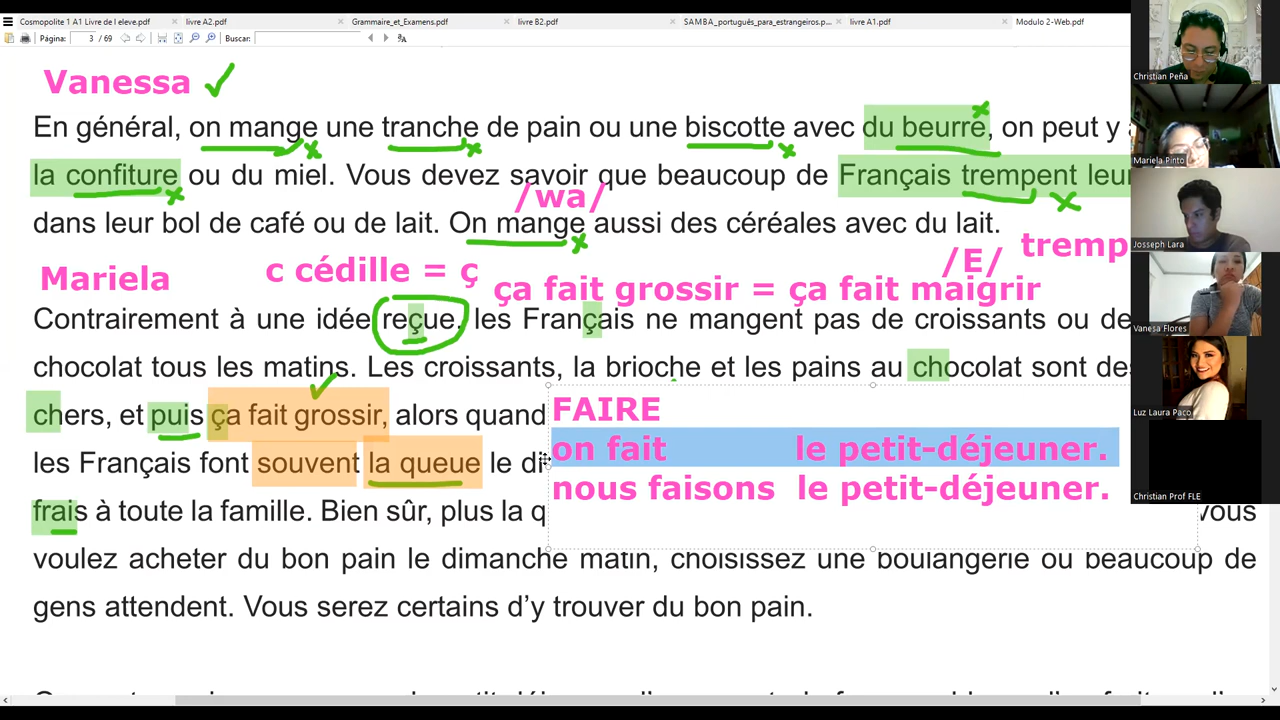 Cosmopolite 1 A1 Livre de l eleve.pdf × livre A2.pdf × Grammaire_et_Examens.pdf × livre B2.pdf × SAMBA_português_para_estrangeiros.p... × livre A1.pdf × Modulo 2-Web.pdf
Página: 3 / 69 Buscar:
Vanessa
En général, on mange une tranche de pain ou une biscotte avec du beurre, on peut y
la confiture ou du miel. Vous devez savoir que beaucoup de Français trempent leur
/wa/
dans leur bol de café ou de lait. On mange aussi des céréales avec du lait.
Mariela
c cédille = ç
/E/
tremp
ça fait grossir = ça fait maigrir
Contrairement à une idée reçue, les Français ne mangent pas de croissants ou de
chocolat tous les matins. Les croissants, la brioche et les pains au chocolat sont des
chers, et puis ça fait grossir, alors quand
les Français font souvent la queue le di
frais à toute la famille. Bien sûr, plus la q
vous
FAIRE
on fait le petit-déjeuner.
nous faisons le petit-déjeuner.
voulez acheter du bon pain le dimanche matin, choisissez une boulangerie où beaucoup de
gens attendent. Vous serez certains d’y trouver du bon pain.
Christian Peña
Mariela Pinto
Josseph Lara
Vanesa Flores
Luz Laura Paco
Christian Prof FLE